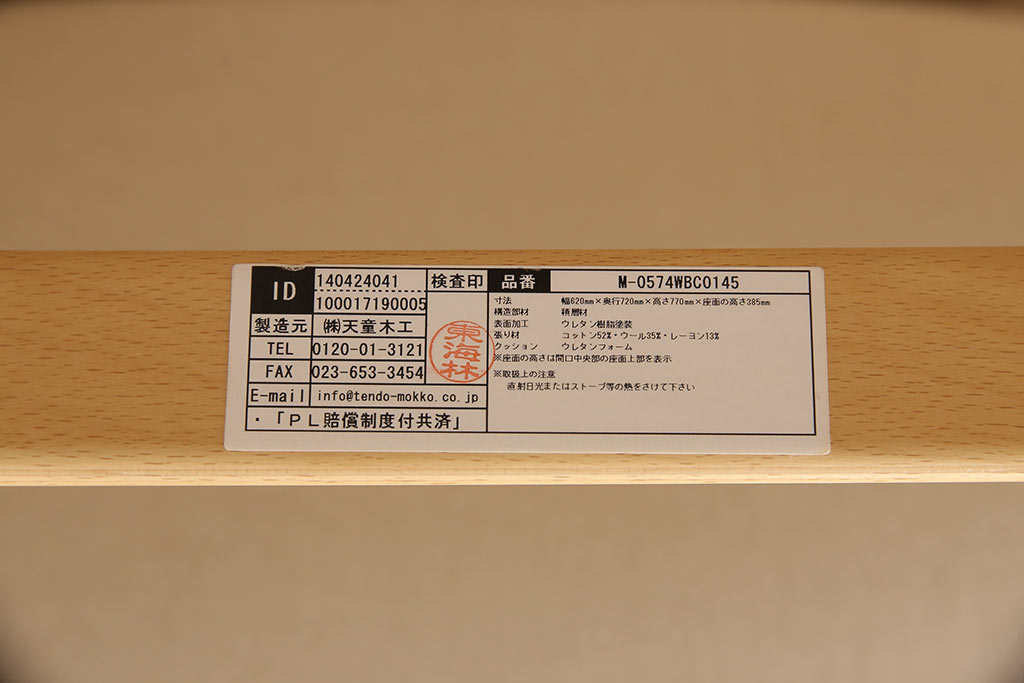 ID
140424041
100017190005
検査印
製造元
㈱天童木工
TEL
0120-01-3121
東海林
FAX
023-653-3454
E-mail
info@tendo-mokko.co.jp
・「PL賠償制度付共済」
品番
M-0574WBC0145
寸法 幅620mm×奥行720mm×高さ770mm×座面の高さ385mm
構造部材 積層材
表面加工 ウレタン樹脂塗装
張り材 コットン52%・ウール35%・レーヨン13%
クッション ウレタンフォーム
※座面の高さは間口中央部の座面上部を表示
※取扱上の注意
直射日光またはストーブ等の熱をさけて下さい